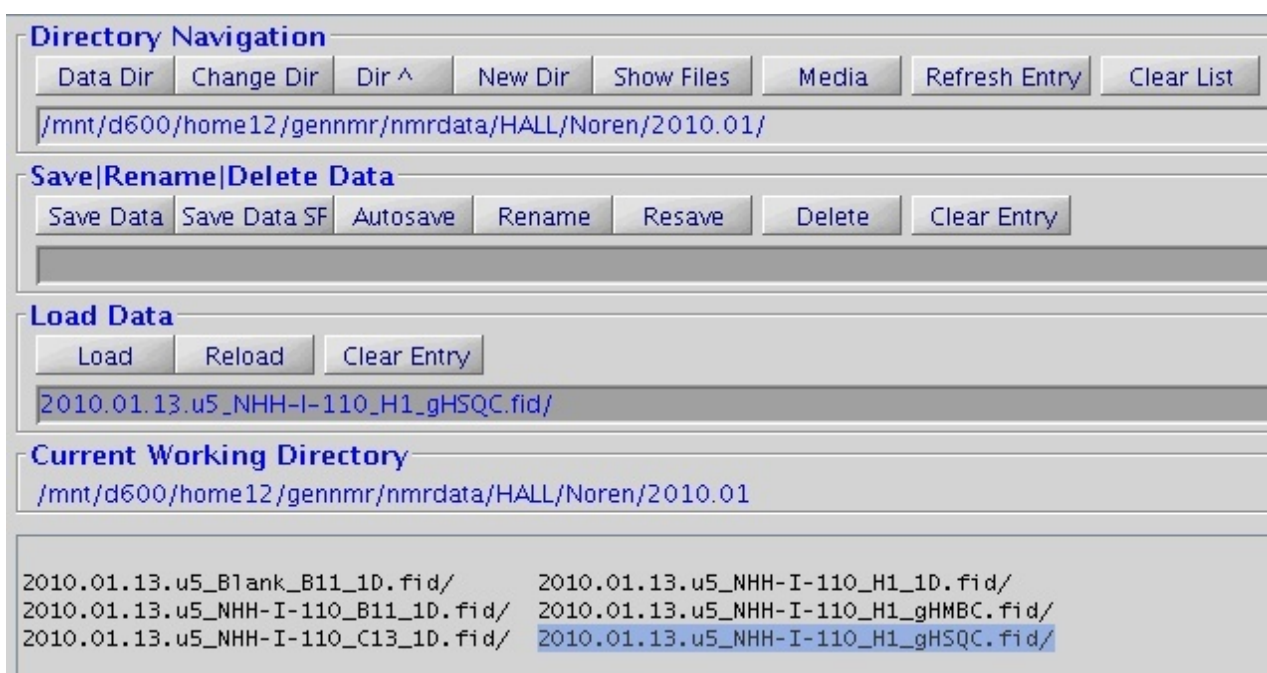 Directory Navigation
Data Dir Change Dir Dir ^ New Dir Show Files Media Refresh Entry Clear List
/mnt/d600/home12/gennmr/nmrdata/HALL/Noren/2010.01/
Save|Rename|Delete Data
Save Data Save Data SF Autosave Rename Resave Delete Clear Entry
Load Data
Load Reload Clear Entry
2010.01.13.u5_NHH-I-110_H1_gHSQC.fid/
Current Working Directory
/mnt/d600/home12/gennmr/nmrdata/HALL/Noren/2010.01
2010.01.13.u5_Blank_B11_1D.fid/ 2010.01.13.u5_NHH-I-110_H1_1D.fid/
2010.01.13.u5_NHH-I-110_B11_1D.fid/ 2010.01.13.u5_NHH-I-110_H1_gHMBC.fid/
2010.01.13.u5_NHH-I-110_C13_1D.fid/ 2010.01.13.u5_NHH-I-110_H1_gHSQC.fid/